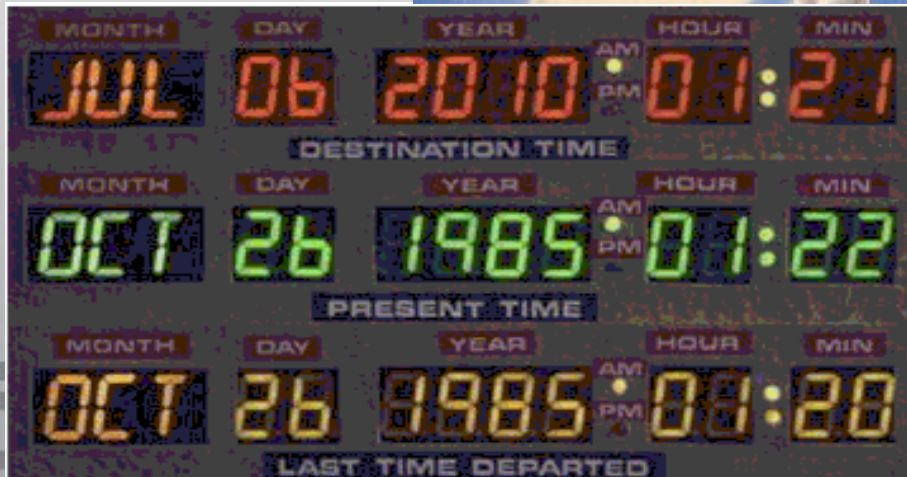 MONTH DAY YEAR HOUR MIN
AM
JUL 06 2010 01:21
PM
DESTINATION TIME
MONTH DAY YEAR HOUR MIN
AM
OCT 26 1985 01:22
PM
PRESENT TIME
MONTH DAY YEAR HOUR MIN
AM
OCT 26 1985 01:20
PM
LAST TIME DEPARTED